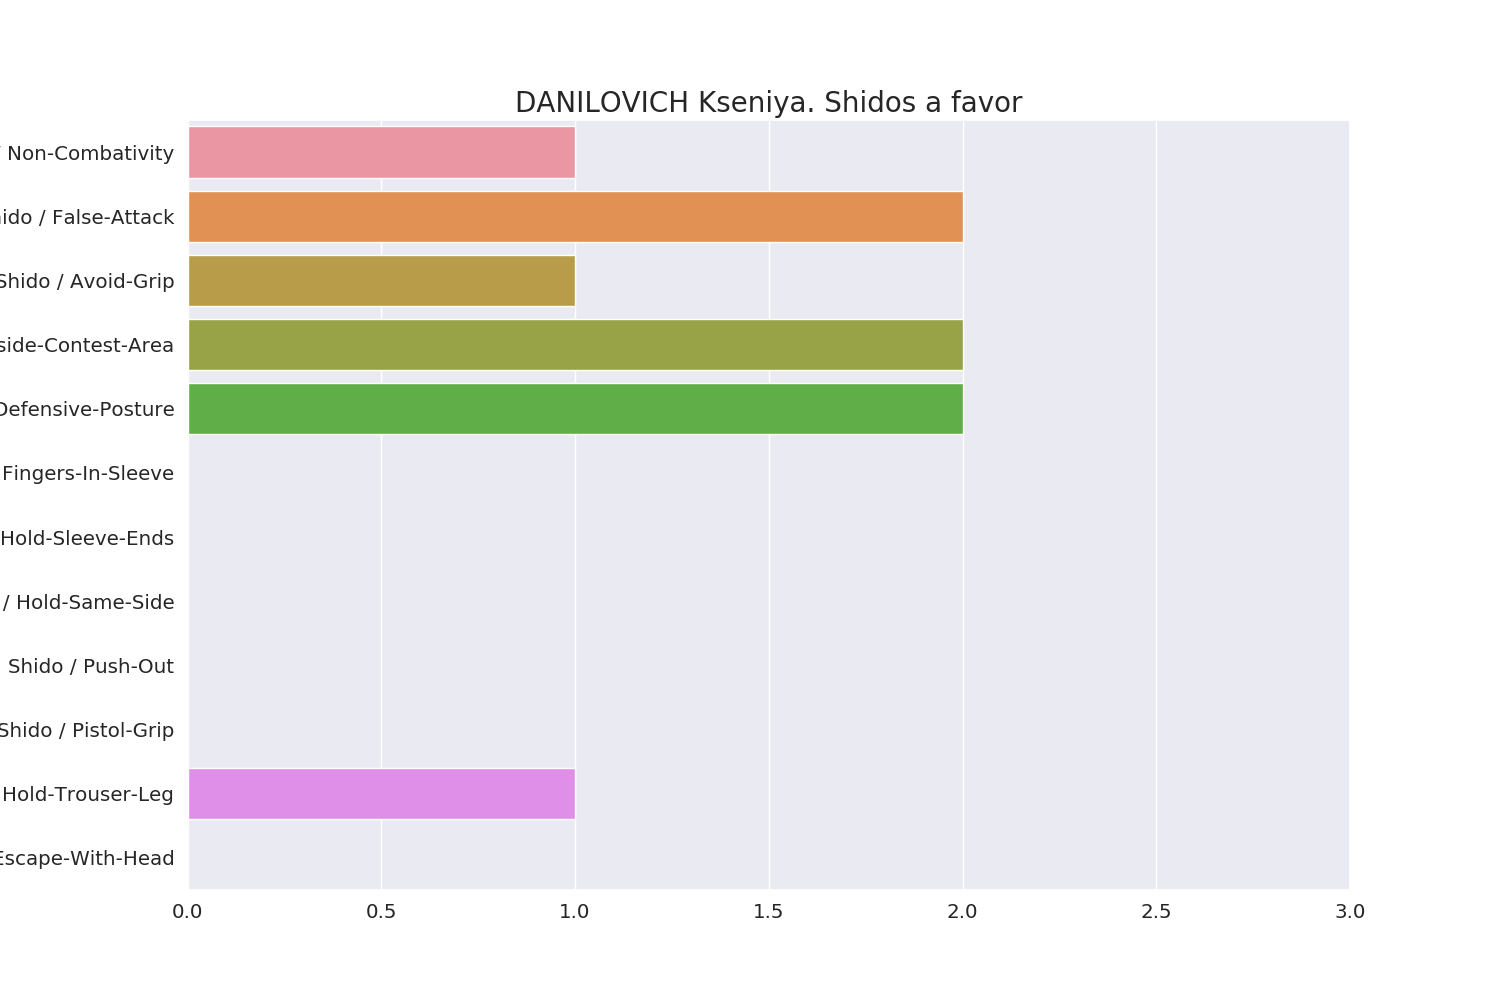 DANILOVICH Kseniya. Shidos a favor
/ Non-Combativity
ido / False-Attack
Shido / Avoid-Grip
side-Contest-Area
Defensive-Posture
Fingers-In-Sleeve
Hold-Sleeve-Ends
/ Hold-Same-Side
Shido / Push-Out
Shido / Pistol-Grip
Hold-Trouser-Leg
Escape-With-Head
0.0 0.5 1.0 1.5 2.0 2.5 3.0